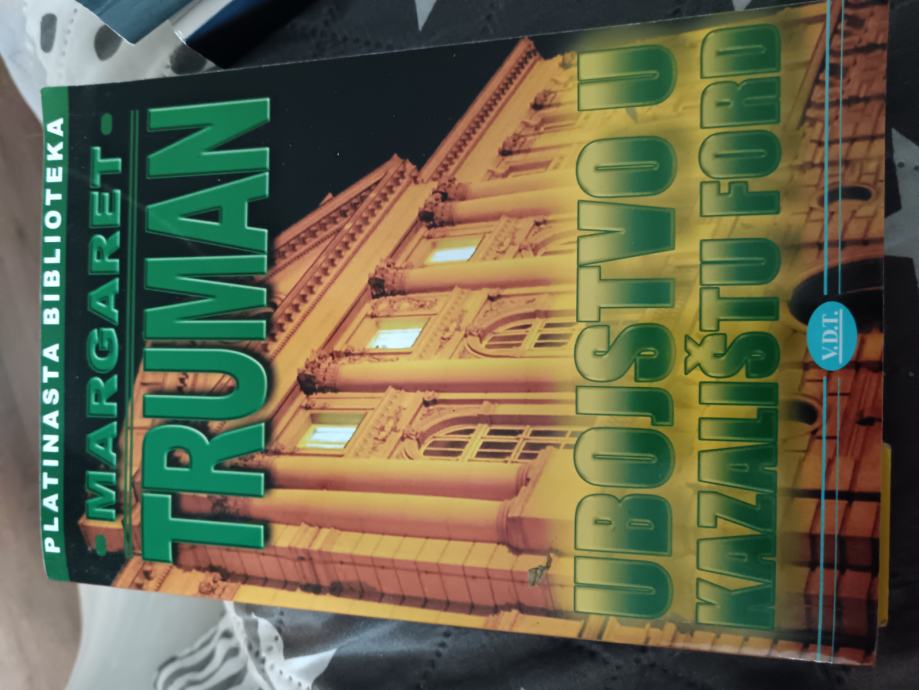 PLATINASTA BIBLIOTEKA
MARGARET
TRUMAN
UBOJSTVO U
KAZALIŠTU FORD
V.D.T.